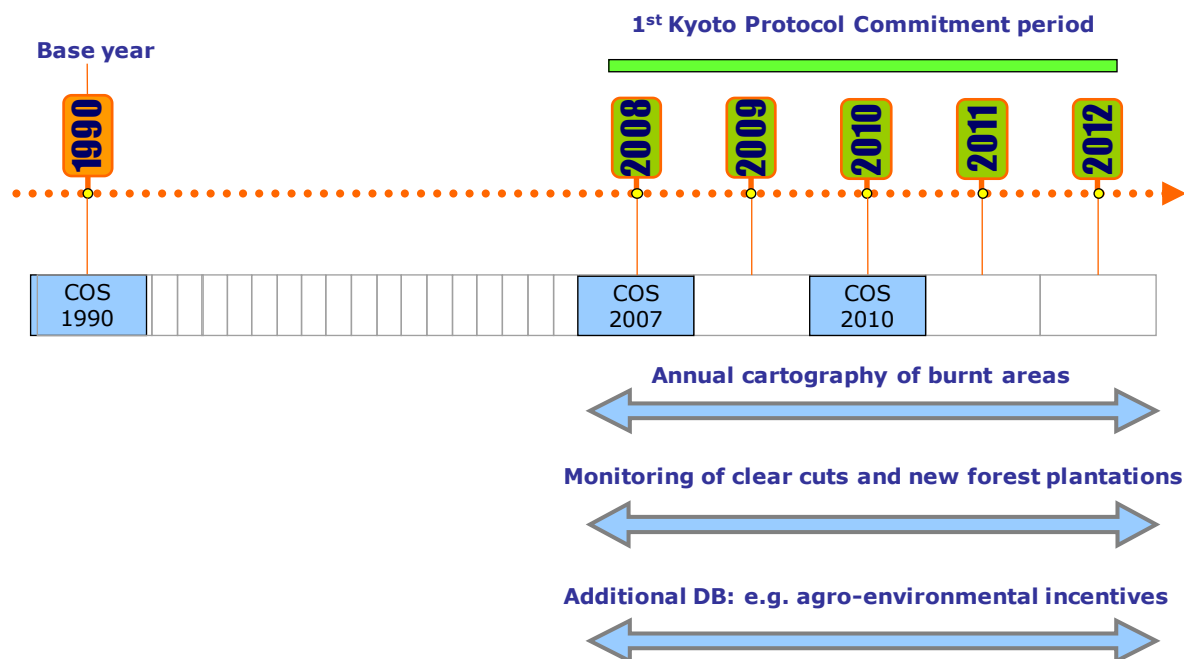 1st Kyoto Protocol Commitment period
Base year
1990
2008
2009
2010
2011
2012
COS
1990
COS
2007
COS
2010
Annual cartography of burnt areas
Monitoring of clear cuts and new forest plantations
Additional DB: e.g. agro-environmental incentives